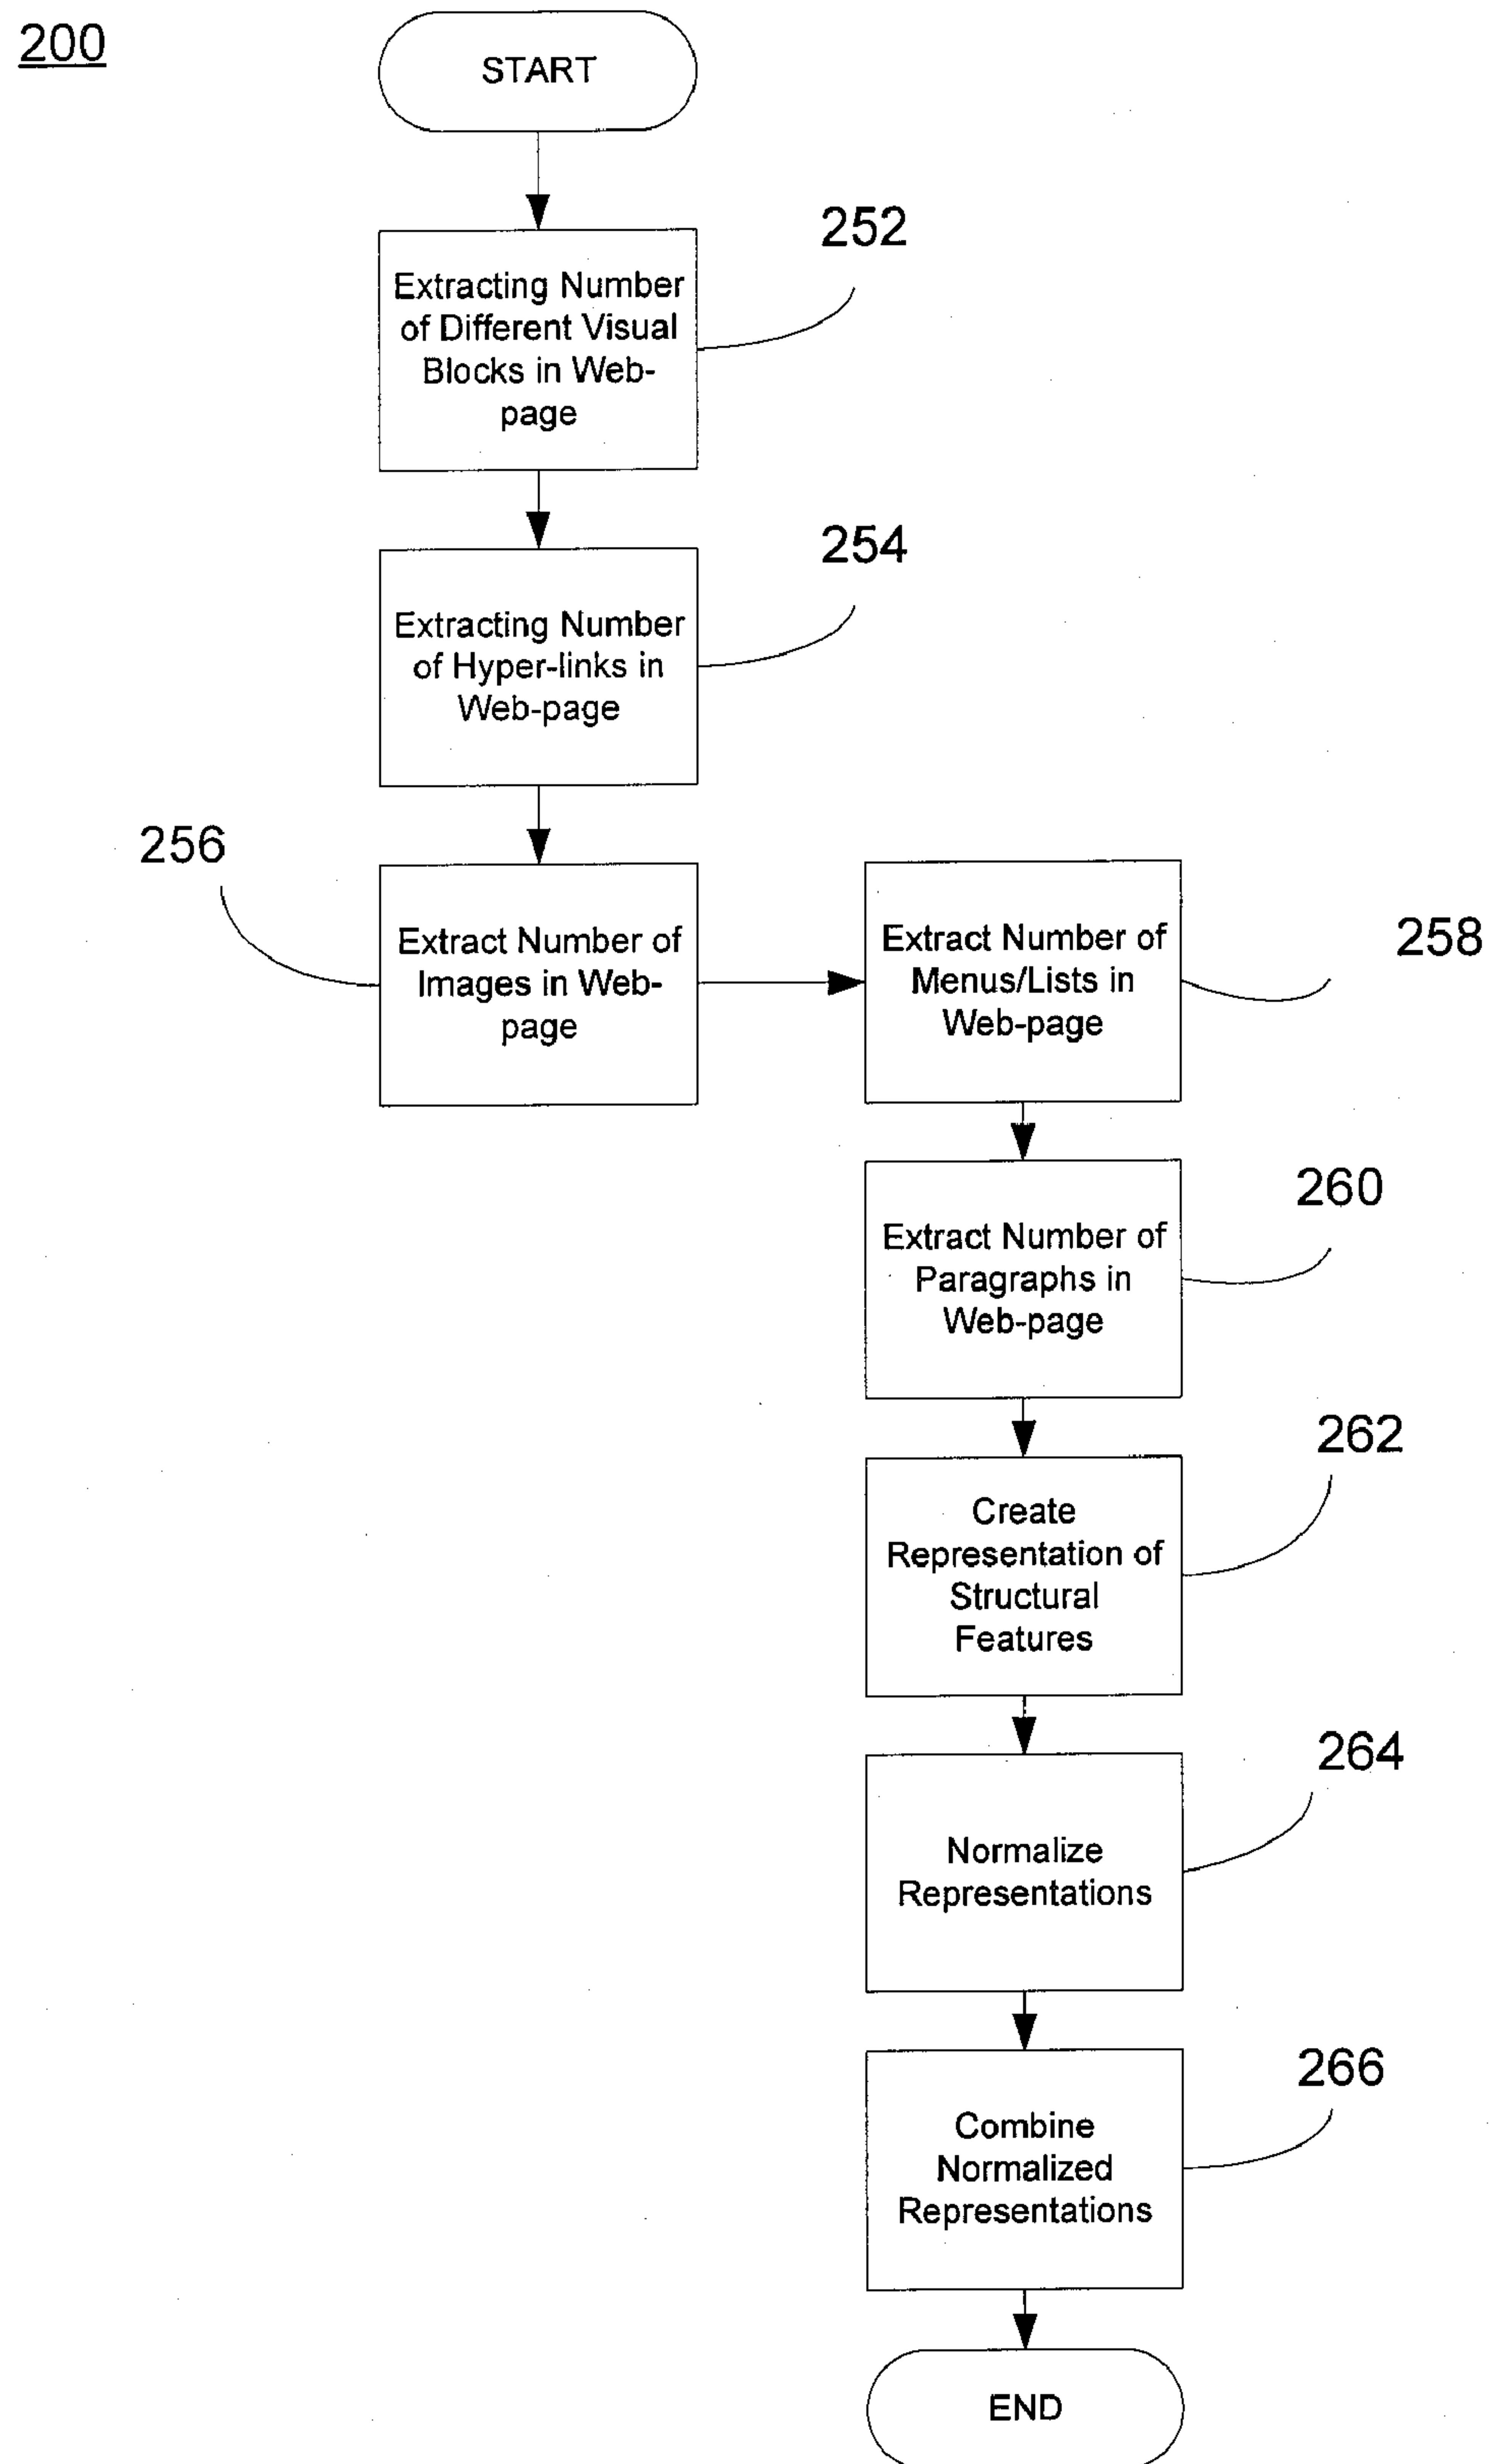 200
START
252
Extracting Number
of Different Visual
Blocks in Web-
page
254
Extracting Number
of Hyper-links in
Web-page
256
Extract Number of
Images in Web-
page
258
Extract Number of
Menus/Lists in
Web-page
260
Extract Number of
Paragraphs in
Web-page
262
Create
Representation of
Structural
Features
264
Normalize
Representations
266
Combine
Normalized
Representations
END